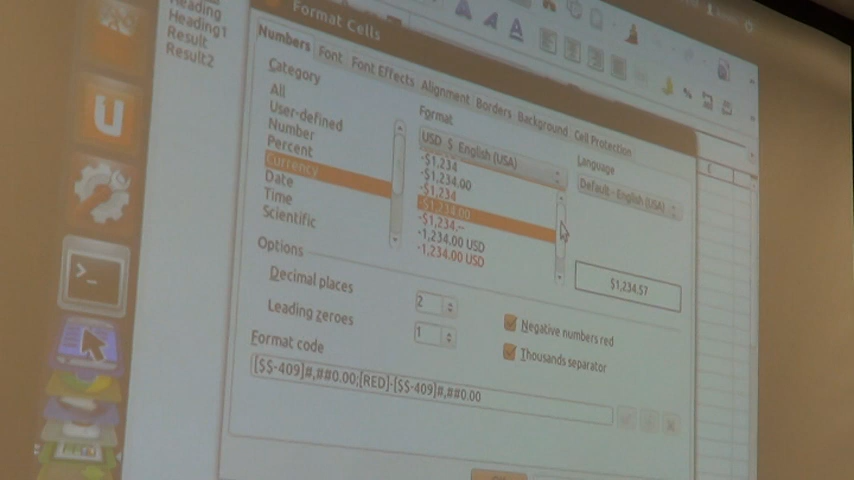 Heading
Heading1
Result
Result2
Format Cells
Numbers Font Font Effects Alignment Borders Background Cell Protection
Category
All
User-defined
Number
Percent
Currency
Date
Time
Scientific
Format
USD $ English (USA)
-$1,234
-$1,234.00
-$1,234
-$1,234.00
-$1,234.--
-1,234.00 USD
-1,234.00 USD
Language
Default - English (USA)
$1,234.57
Options
Decimal places 2
Leading zeroes 1
Negative numbers red
Thousands separator
Format code
[$$-409]#,##0.00;[RED]-[$$-409]#,##0.00